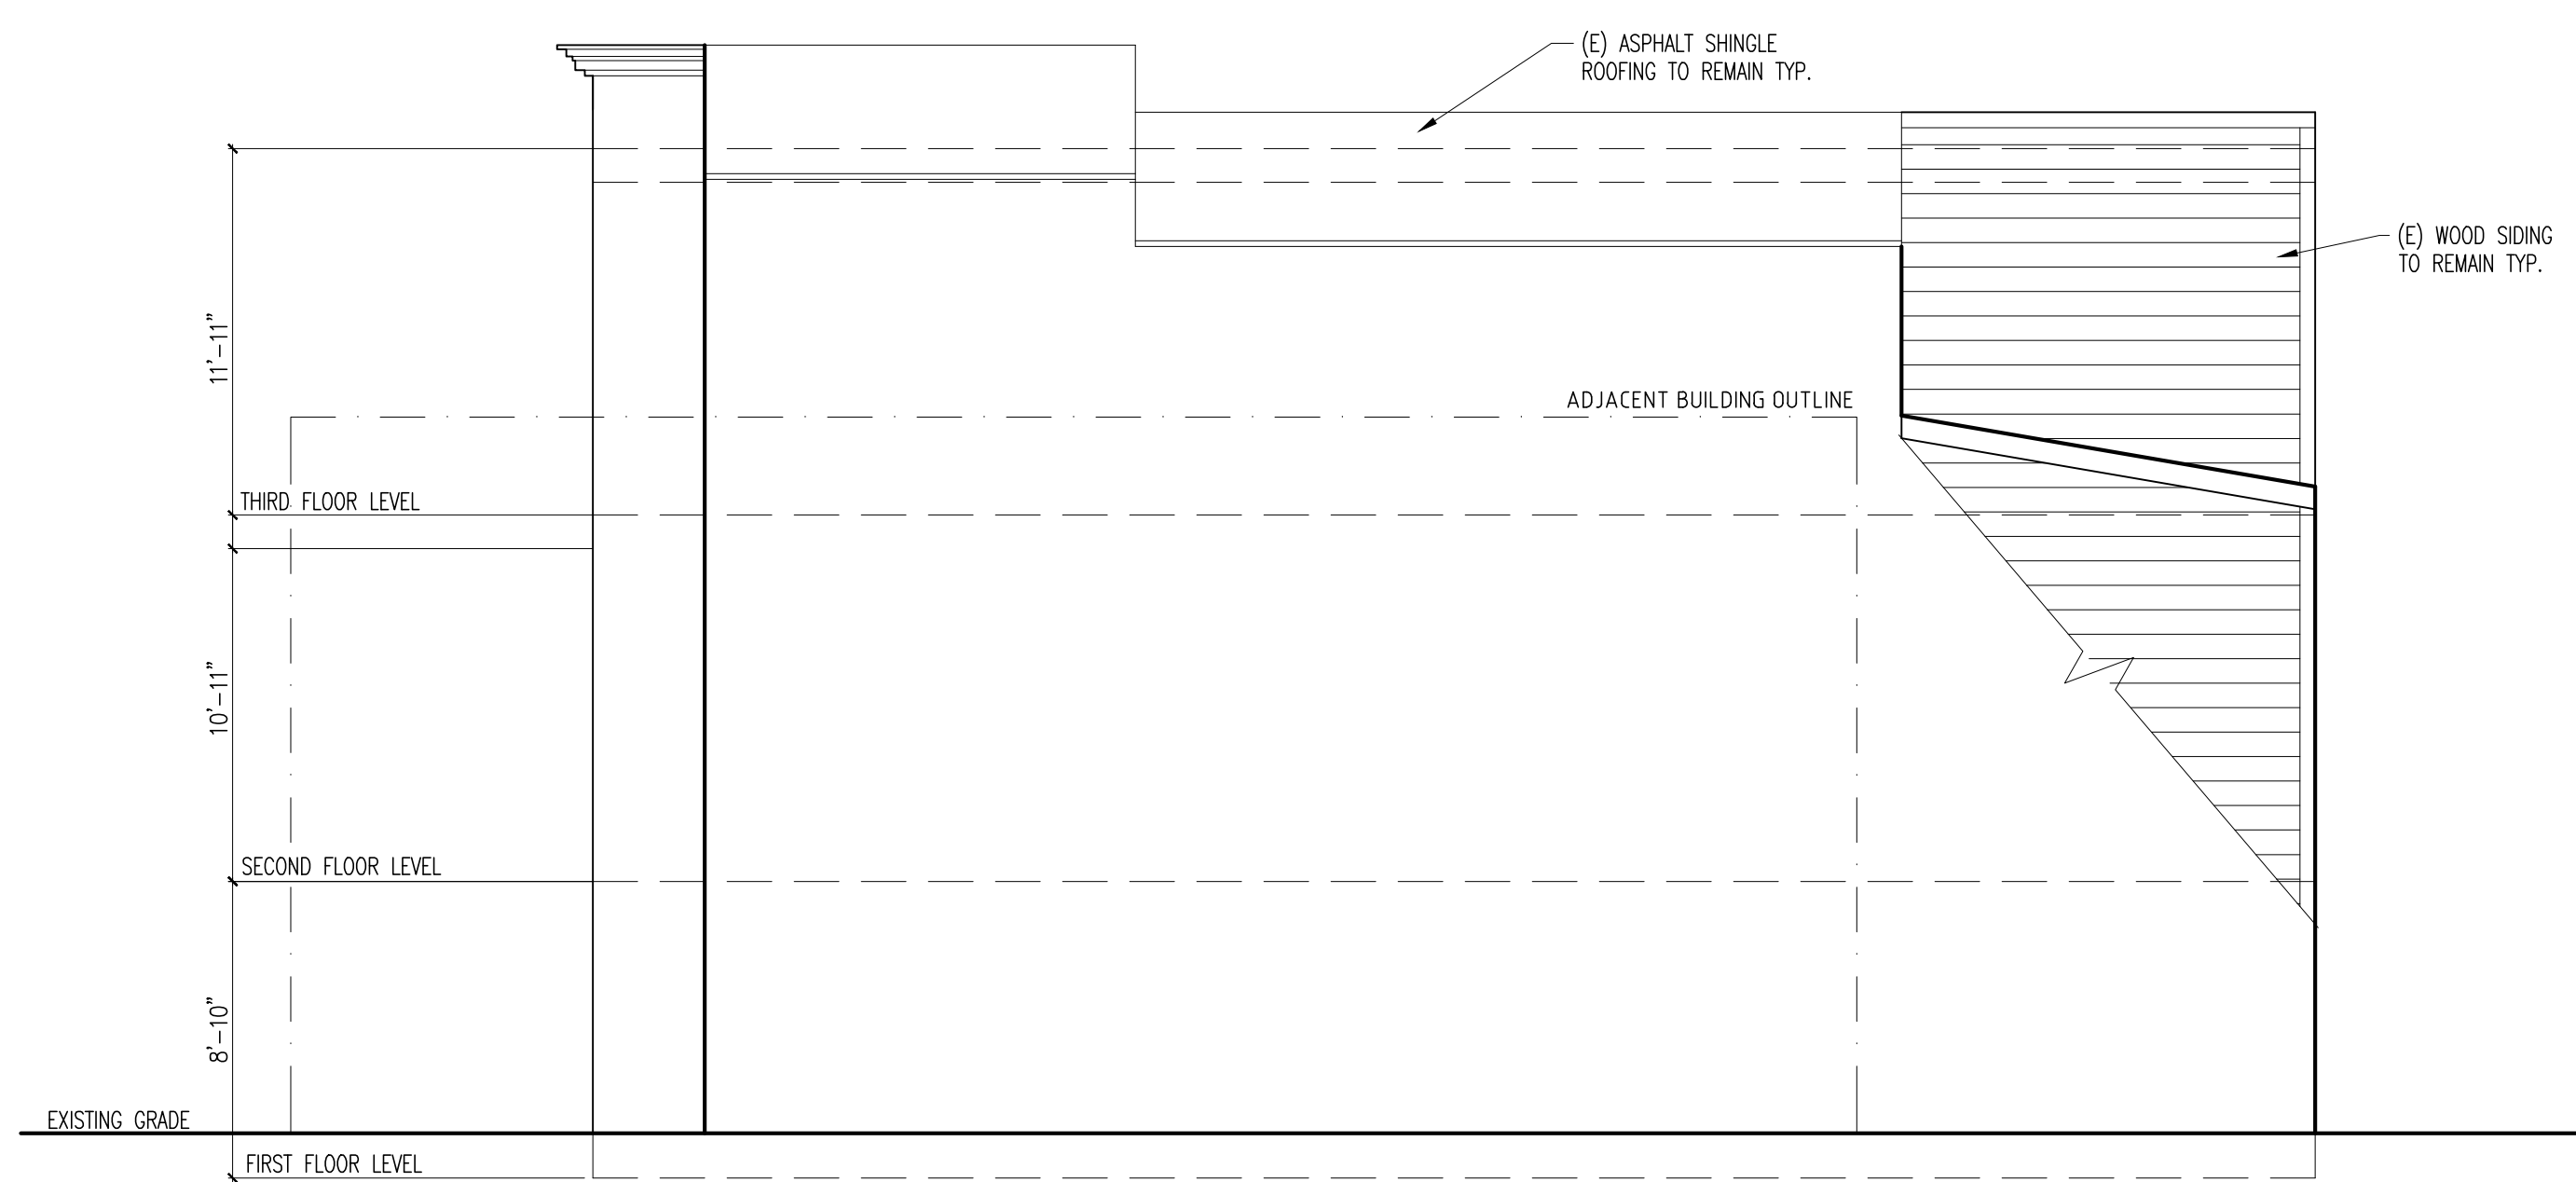 (E) ASPHALT SHINGLE
ROOFING TO REMAIN TYP.
(E) WOOD SIDING
TO REMAIN TYP.
11'-11"
ADJACENT BUILDING OUTLINE
THIRD FLOOR LEVEL
10'-11"
SECOND FLOOR LEVEL
8'-10"
EXISTING GRADE
FIRST FLOOR LEVEL